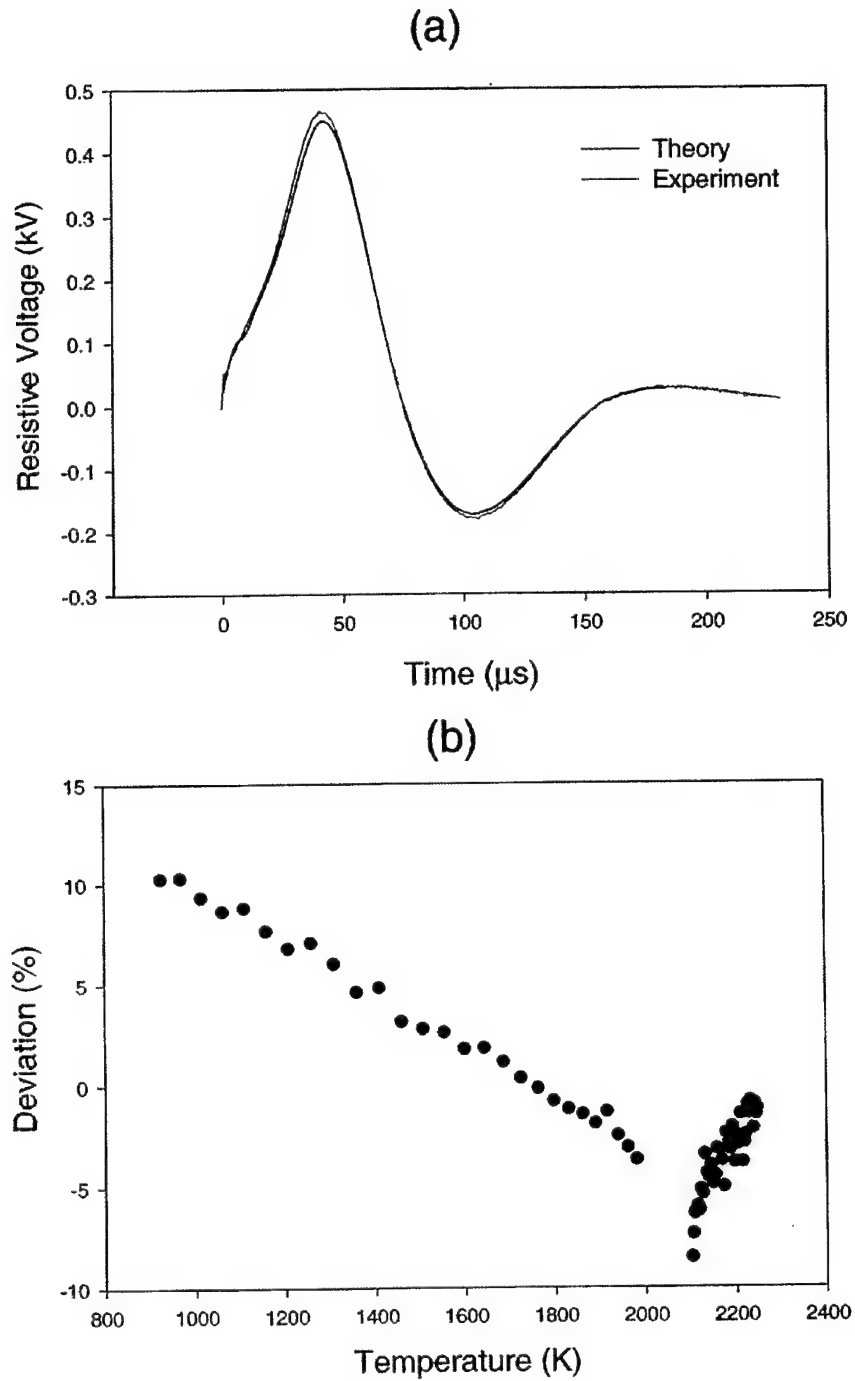 (a)
0.5
0.4
0.3
0.2
0.1
0.0
-0.1
-0.2
-0.3
Resistive Voltage (kV)
Theory
Experiment
0 50 100 150 200 250
Time (μs)
(b)
15
10
5
0
-5
-10
Deviation (%)
800 1000 1200 1400 1600 1800 2000 2200 2400
Temperature (K)